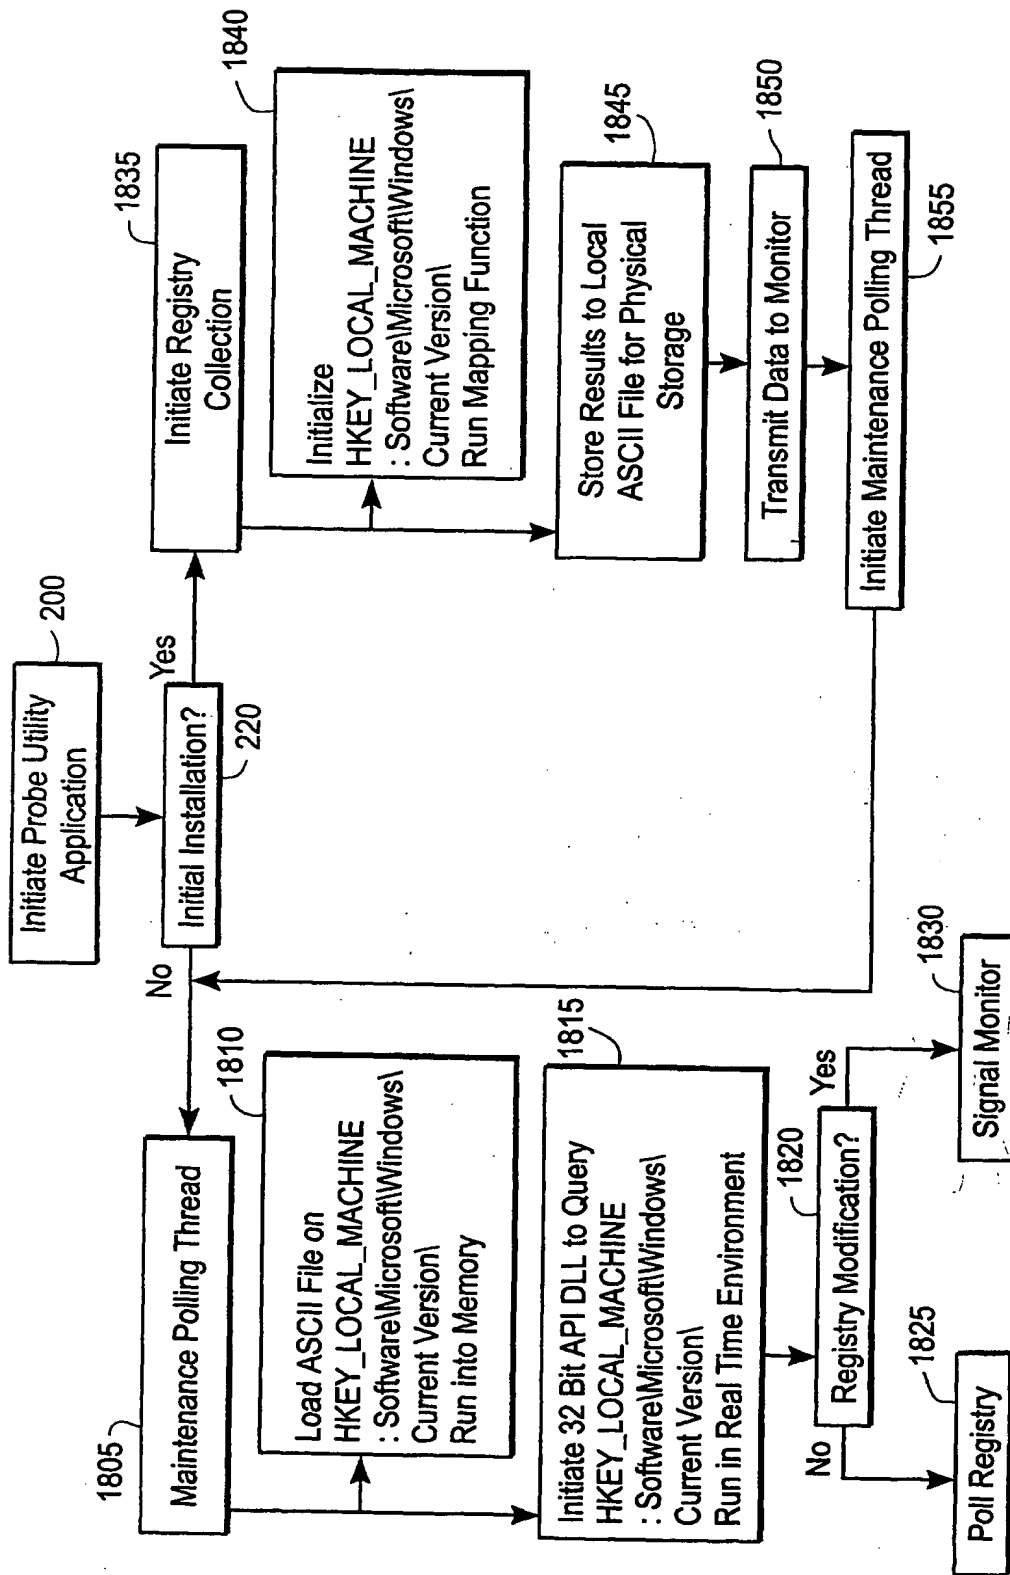 Initiate Probe Utility
Application
200
Initial Installation?
220
No
Yes
Maintenance Polling Thread
1805
Load ASCII File on
HKEY_LOCAL_MACHINE
: Software\Microsoft\Windows\
Current Version\
Run into Memory
1810
Initiate 32 Bit API DLL to Query
HKEY_LOCAL_MACHINE
: Software\Microsoft\Windows\
Current Version\
Run in Real Time Environment
1815
Registry Modification?
1820
No
Yes
Poll Registry
1825
Signal Monitor
1830
Initiate Registry
Collection
1835
Initialize
HKEY_LOCAL_MACHINE
: Software\Microsoft\Windows\
Current Version\
Run Mapping Function
1840
Store Results to Local
ASCII File for Physical
Storage
1845
Transmit Data to Monitor
1850
Initiate Maintenance Polling Thread
1855